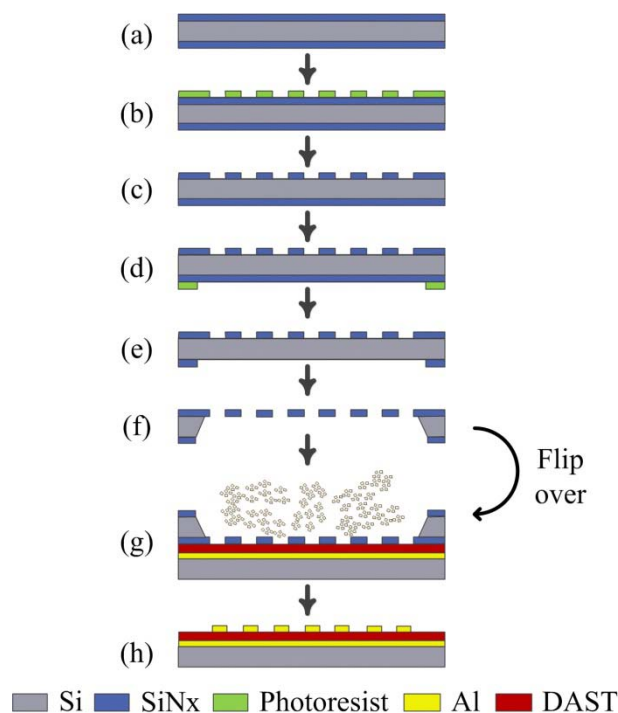 (a)
(b)
(c)
(d)
(e)
(f)
Flip
over
(g)
(h)
Si SiNx Photoresist Al DAST